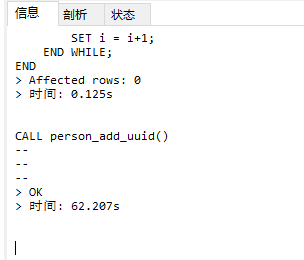 信息 剖析 状态
SET i = i+1;
END WHILE;
END
> Affected rows: 0
> 时间: 0.125s
CALL person_add_uuid()
--
--
--
> OK
> 时间: 62.207s